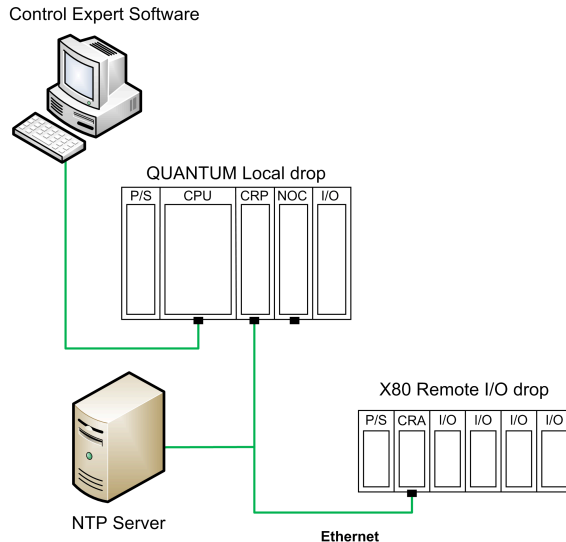 Control Expert Software
QUANTUM Local drop
P/S CPU CRP NOC I/O
X80 Remote I/O drop
P/S CRA I/O I/O I/O I/O
NTP Server
Ethernet